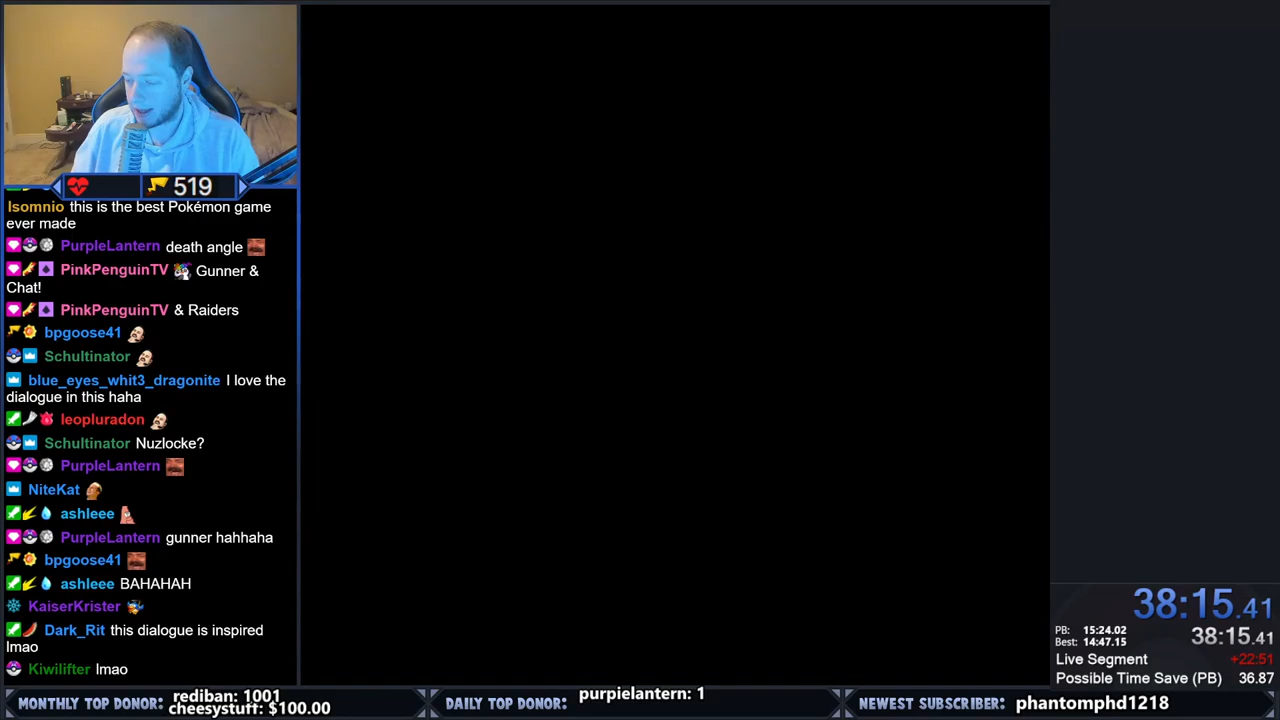 519
Isomnio this is the best Pokémon game
ever made
PurpleLantern death angle
PinkPenguinTV Gunner &
Chat!
PinkPenguinTV & Raiders
bpgoose41
Schultinator
blue_eyes_whit3_dragonite I love the
dialogue in this haha
leopluradon
Schultinator Nuzlocke?
PurpleLantern
NiteKat
ashleee
PurpleLantern gunner hahhaha
bpgoose41
ashleee BAHAHAH
KaiserKrister
Dark_Rit this dialogue is inspired
lmao
Kiwilifter lmao
38:15.41
PB: 15:24.02
Best: 14:47.15
38:15.41
Live Segment +22:51
Possible Time Save (PB) 36.87
MONTHLY TOP DONOR: rediban: 1001
cheesystuff: $100.00
DAILY TOP DONOR: purpielantern: 1
NEWEST SUBSCRIBER: phantomphd1218